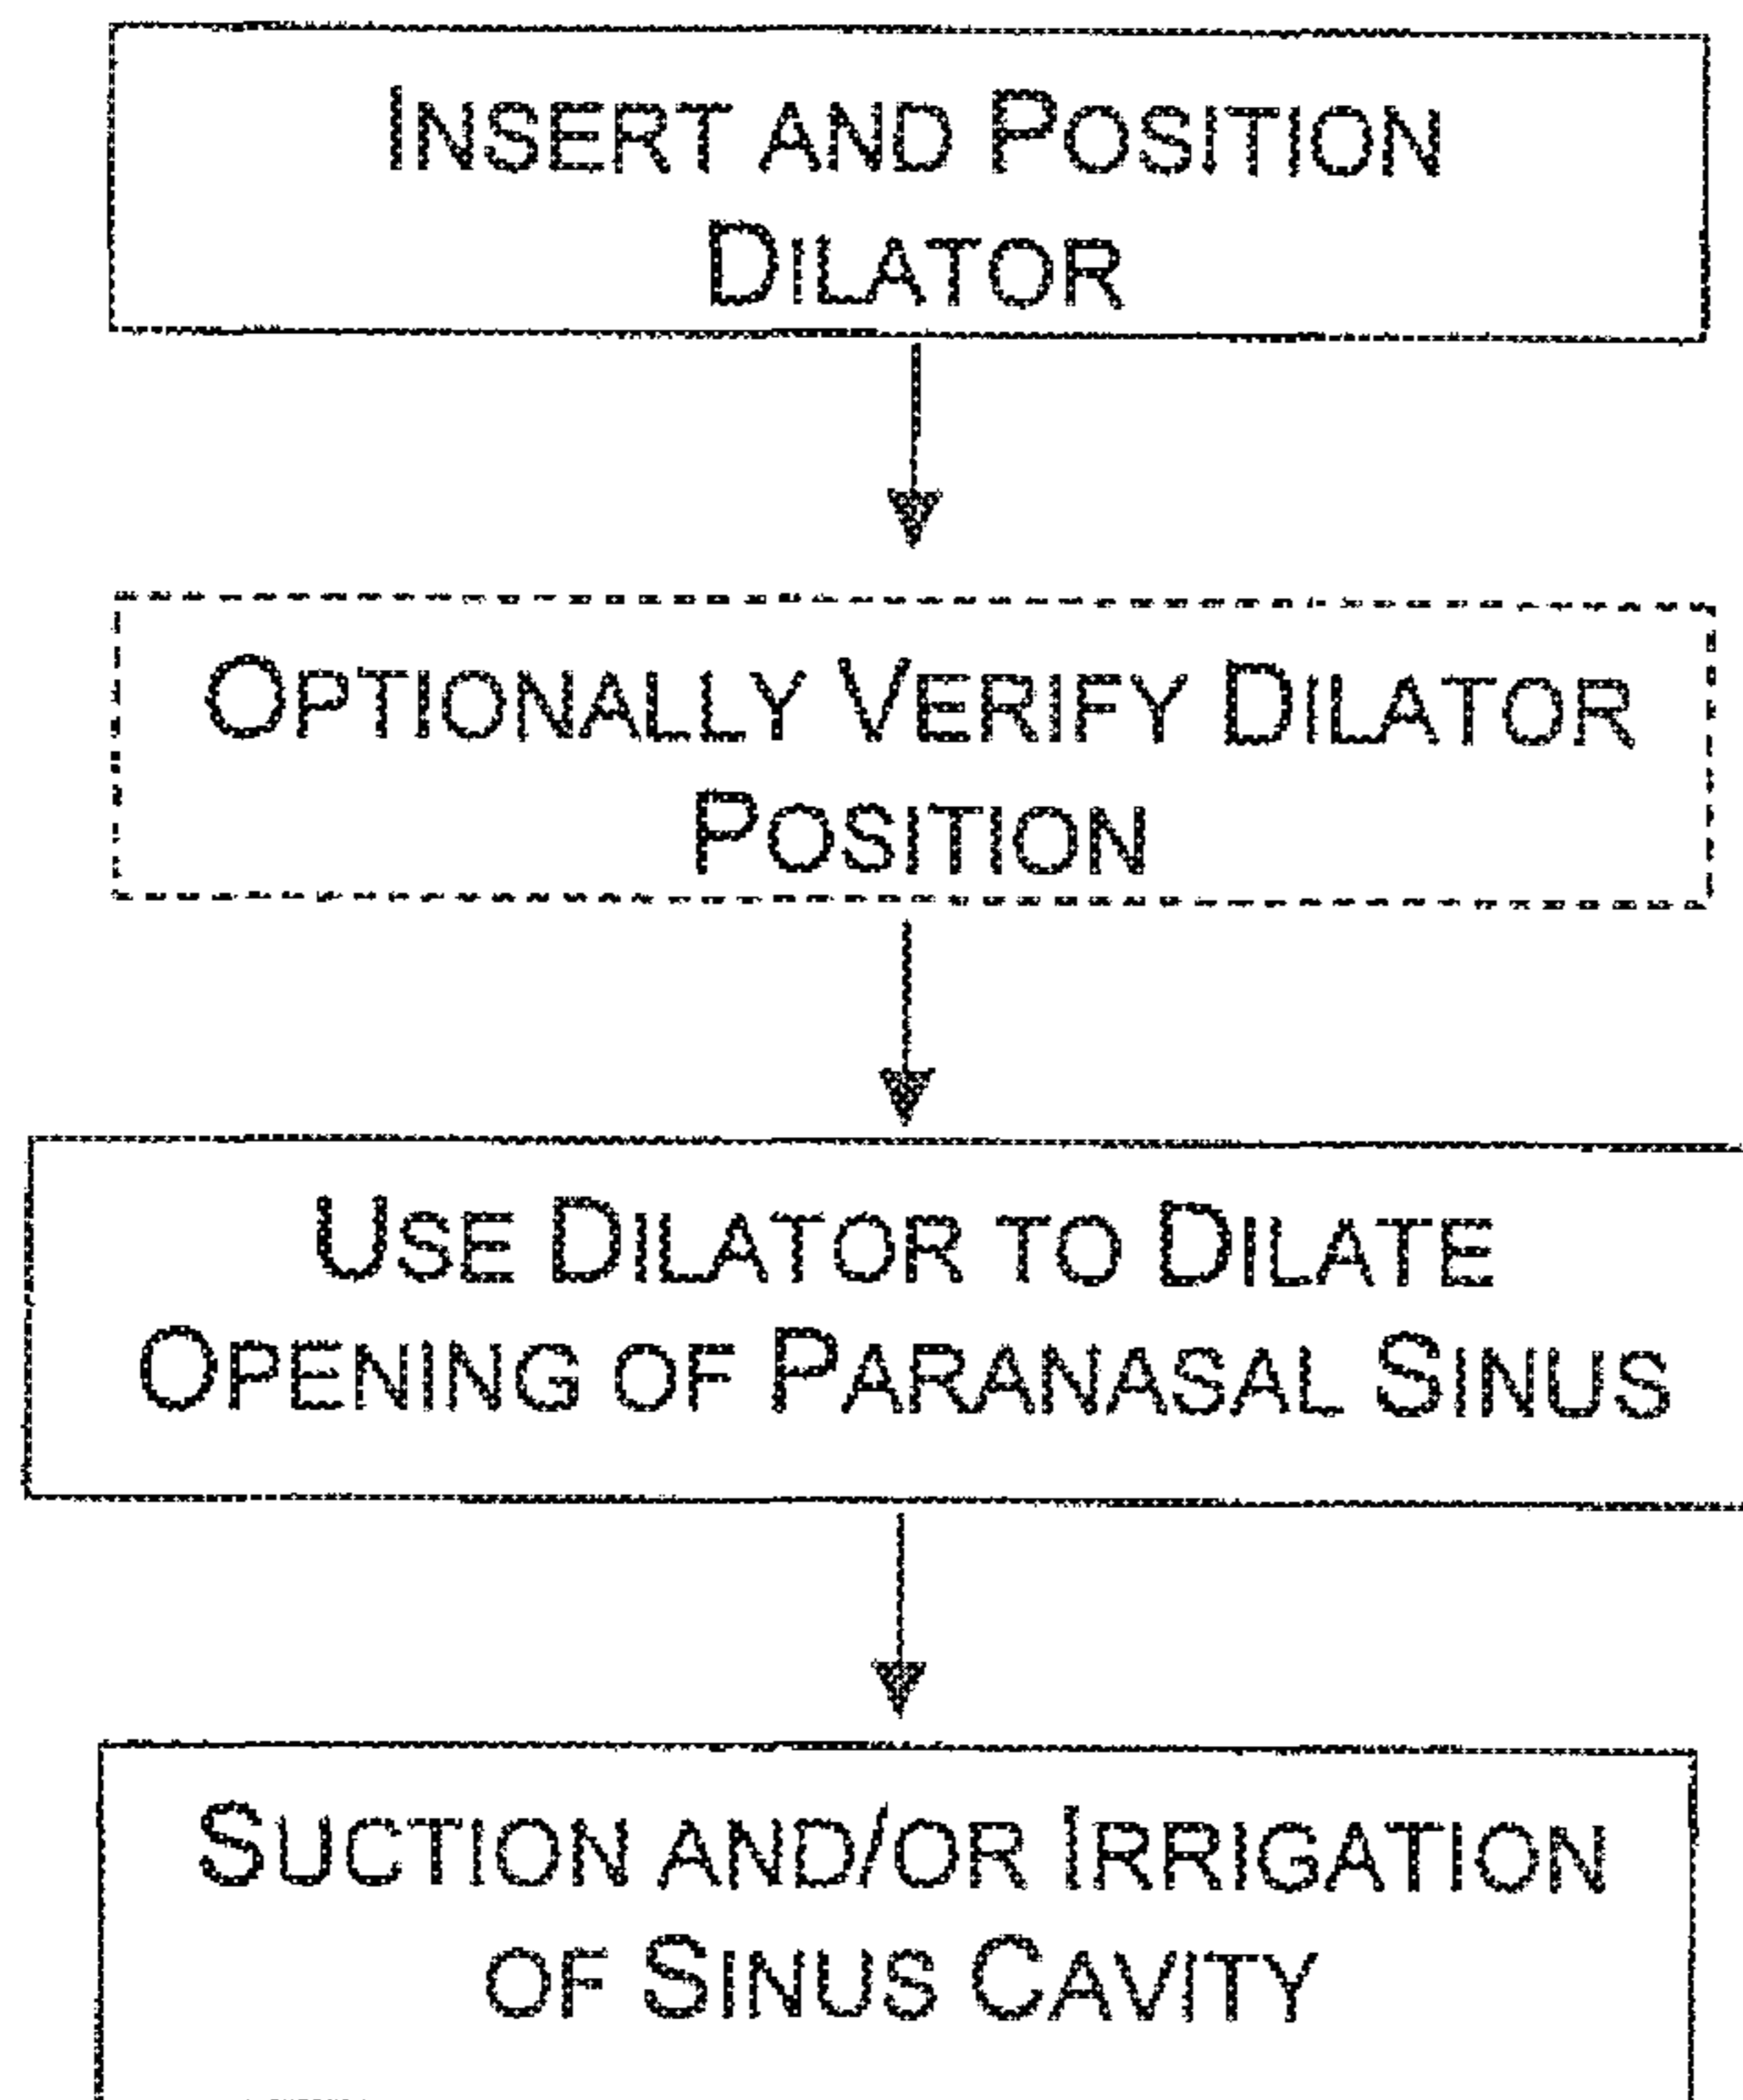 INSERT AND POSITION
DILATOR
OPTIONALLY VERIFY DILATOR
POSITION
USE DILATOR TO DILATE
OPENING OF PARANASAL SINUS
SUCTION AND/OR IRRIGATION
OF SINUS CAVITY